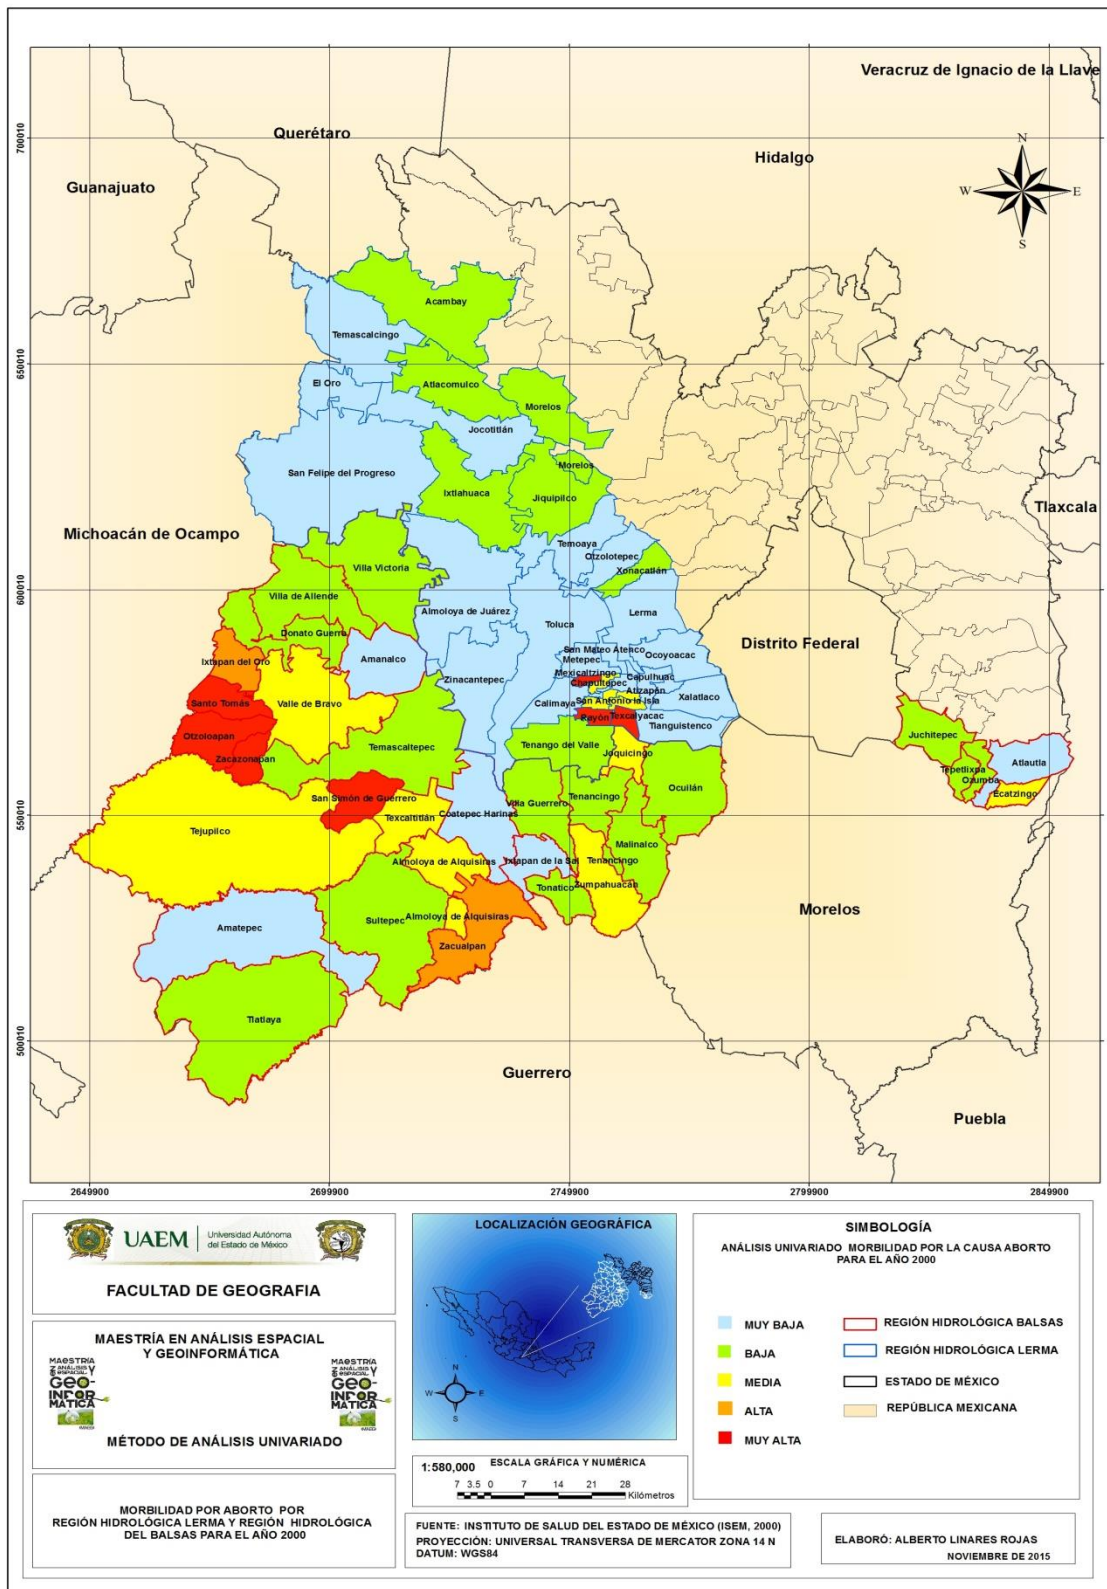 Veracruz de Ignacio de la Llave
Querétaro
Hidalgo
Guanajuato
N
W
E
S
700010
Acambay
Temascalcingo
650010
El Oro
Atlacomulco
Morelos
Jocotitlán
San Felipe del Progreso
Morelos
Ixtlahuaca
Jiquipilco
Tlaxcala
Michoacán de Ocampo
Temoaya
Otzolotepec
Villa Victoria
Xonacatlán
600010
Villa de Allende
Almoloya de Juárez
Lerma
Toluca
Donato Guerra
Distrito Federal
San Mateo Atenco
Ocoyoacac
Metepec
Ixtapan del Oro
Amanalco
Mexicaltzingo
Capulhuac
Zinacantepec
Chapultepec
Atizapán
Xalatlaco
Santo Tomás
Valle de Bravo
Calimaya
San Antonio la Isla
Rayón
Texcalyacac
Tianguistenco
Otzoloapan
Juchitepec
Temascaltepec
Tenango del Valle
Joquicingo
Zacazonapan
Atlautla
Tepetlixpa
Ozumba
Ecatzingo
San Simón de Guerrero
Tenancingo
Ocuilán
Villa Guerrero
550010
Texcaltitlán
Coatepec Harinas
Tejupilco
Malinalco
Almoloya de Alquisiras
Ixtapan de la Sal
Tenancingo
Tonatico
Zumpahuacán
Morelos
Amatepec
Sultepec
Almoloya de Alquisiras
Zacualpan
Tlatlaya
500010
Guerrero
Puebla
2649900
2699900
2749900
2799900
2849900
UAEM
Universidad Autónoma
del Estado de México
FACULTAD DE GEOGRAFIA
MAESTRÍA EN ANÁLISIS ESPACIAL
Y GEOINFORMÁTICA
MÉTODO DE ANÁLISIS UNIVARIADO
MORBILIDAD POR ABORTO POR
REGIÓN HIDROLÓGICA LERMA Y REGIÓN HIDROLÓGICA
DEL BALSAS PARA EL AÑO 2000
LOCALIZACIÓN GEOGRÁFICA
N
W
E
S
1:580,000
ESCALA GRÁFICA Y NUMÉRICA
7 3.5 0 7 14 21 28
Kilómetros
FUENTE: INSTITUTO DE SALUD DEL ESTADO DE MÉXICO (ISEM, 2000)
PROYECCIÓN: UNIVERSAL TRANSVERSA DE MERCATOR ZONA 14 N
DATUM: WGS84
SIMBOLOGÍA
ANÁLISIS UNIVARIADO MORBILIDAD POR LA CAUSA ABORTO
PARA EL AÑO 2000
MUY BAJA
BAJA
MEDIA
ALTA
MUY ALTA
REGIÓN HIDROLÓGICA BALSAS
REGIÓN HIDROLÓGICA LERMA
ESTADO DE MÉXICO
REPÚBLICA MEXICANA
ELABORÓ: ALBERTO LINARES ROJAS
NOVIEMBRE DE 2015